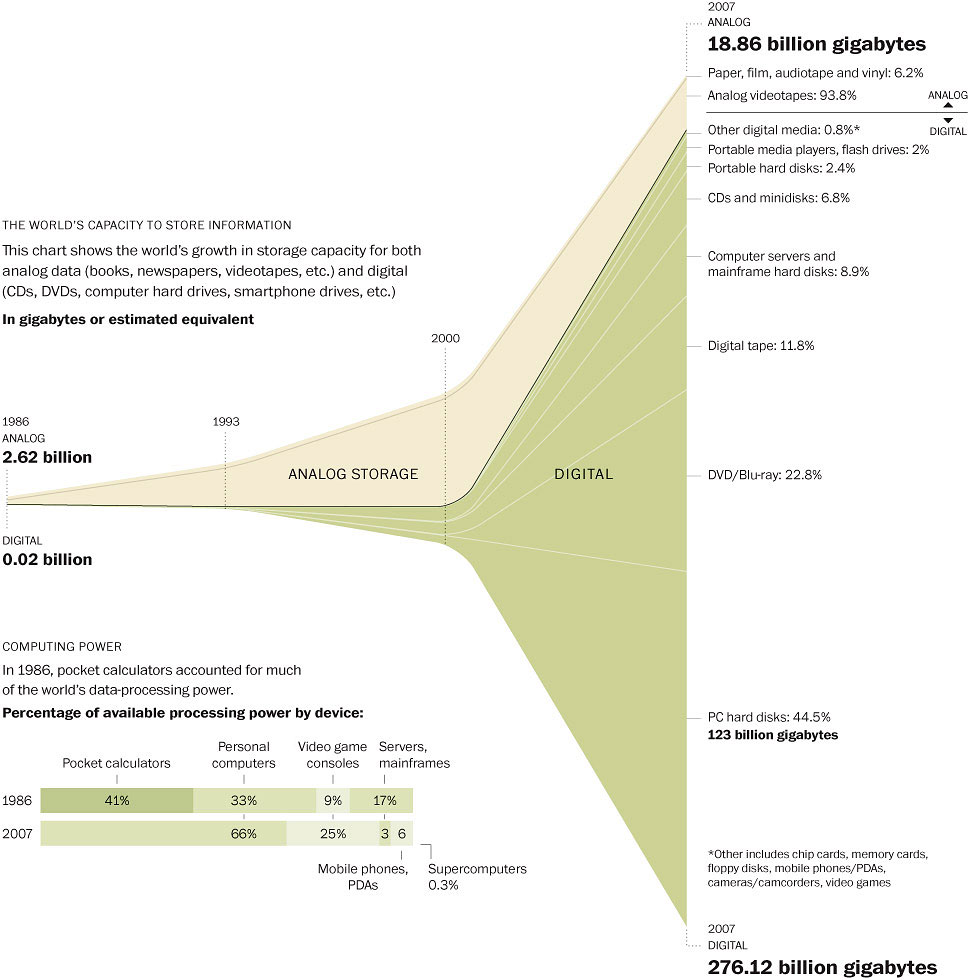 2007
ANALOG
18.86 billion gigabytes
Paper, film, audiotape and vinyl: 6.2%
Analog videotapes: 93.8%
ANALOG
DIGITAL
Other digital media: 0.8%*
Portable media players, flash drives: 2%
Portable hard disks: 2.4%
CDs and minidisks: 6.8%
Computer servers and
mainframe hard disks: 8.9%
Digital tape: 11.8%
DVD/Blu-ray: 22.8%
PC hard disks: 44.5%
123 billion gigabytes
*Other includes chip cards, memory cards,
floppy disks, mobile phones/PDAs,
cameras/camcorders, video games
2007
DIGITAL
276.12 billion gigabytes
THE WORLD'S CAPACITY TO STORE INFORMATION
This chart shows the world's growth in storage capacity for both
analog data (books, newspapers, videotapes, etc.) and digital
(CDs, DVDs, computer hard drives, smartphone drives, etc.)
In gigabytes or estimated equivalent
2000
1986
ANALOG
2.62 billion
1993
ANALOG STORAGE
DIGITAL
DIGITAL
0.02 billion
COMPUTING POWER
In 1986, pocket calculators accounted for much
of the world's data-processing power.
Percentage of available processing power by device:
Pocket calculators
Personal
computers
Video game
consoles
Servers,
mainframes
1986 41% 33% 9% 17%
2007 66% 25% 3 6
Mobile phones,
PDAs
Supercomputers
0.3%